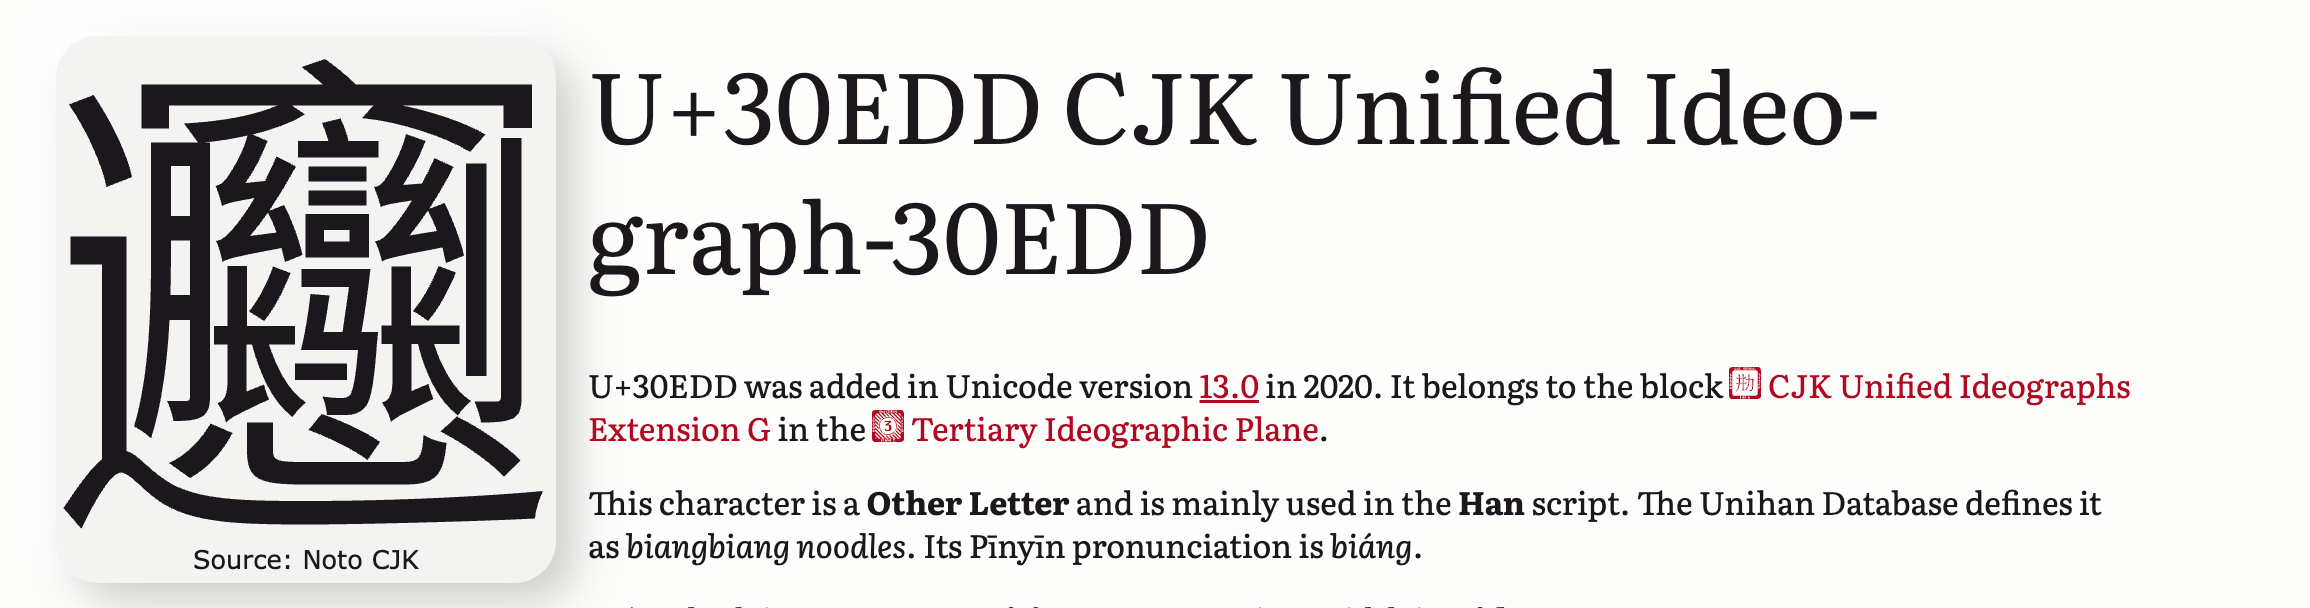 𰻝
Source: Noto CJK
U+30EDD CJK Unified Ideo-
graph-30EDD
U+30EDD was added in Unicode version 13.0 in 2020. It belongs to the block CJK Unified Ideographs
Extension G in the 3 Tertiary Ideographic Plane.
This character is a Other Letter and is mainly used in the Han script. The Unihan Database defines it
as biangbiang noodles. Its Pīnyīn pronunciation is biáng.